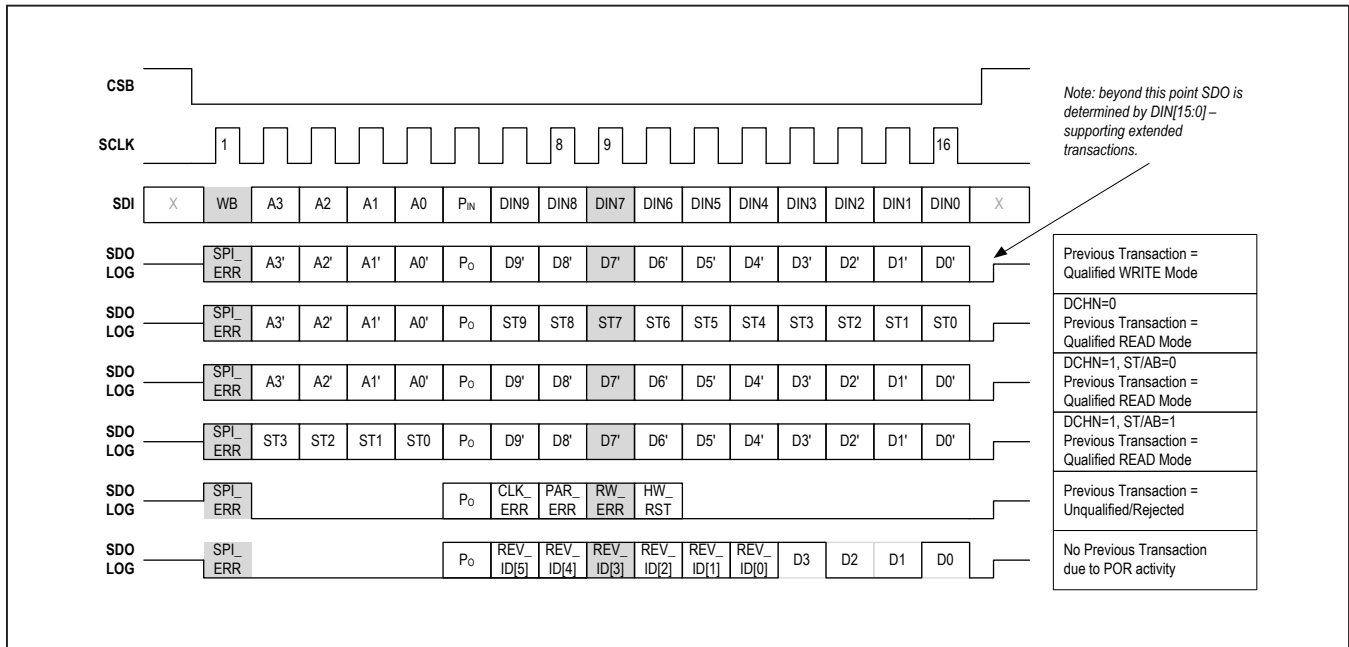 CSB
Note: beyond this point SDO is
determined by DIN[15:0] –
supporting extended
transactions.
SCLK 1 8 9 16
SDI X WB A3 A2 A1 A0 PIN DIN9 DIN8 DIN7 DIN6 DIN5 DIN4 DIN3 DIN2 DIN1 DIN0 X
SDO
LOG
SPI_
ERR
A3' A2' A1' A0' PO D9' D8' D7' D6' D5' D4' D3' D2' D1' D0'
Previous Transaction =
Qualified WRITE Mode
SDO
LOG
SPI_
ERR
A3' A2' A1' A0' PO ST9 ST8 ST7 ST6 ST5 ST4 ST3 ST2 ST1 ST0
DCHN=0
Previous Transaction =
Qualified READ Mode
SDO
LOG
SPI_
ERR
A3' A2' A1' A0' PO D9' D8' D7' D6' D5' D4' D3' D2' D1' D0'
DCHN=1, ST/AB=0
Previous Transaction =
Qualified READ Mode
SDO
LOG
SPI_
ERR
ST3 ST2 ST1 ST0 PO D9' D8' D7' D6' D5' D4' D3' D2' D1' D0'
DCHN=1, ST/AB=1
Previous Transaction =
Qualified READ Mode
SDO
LOG
SPI_
ERR
PO
CLK_
ERR
PAR_
ERR
RW_
ERR
HW_
RST
Previous Transaction =
Unqualified/Rejected
SDO
LOG
SPI_
ERR
PO
REV_
ID[5]
REV_
ID[4]
REV_
ID[3]
REV_
ID[2]
REV_
ID[1]
REV_
ID[0]
D3 D2 D1 D0
No Previous Transaction
due to POR activity